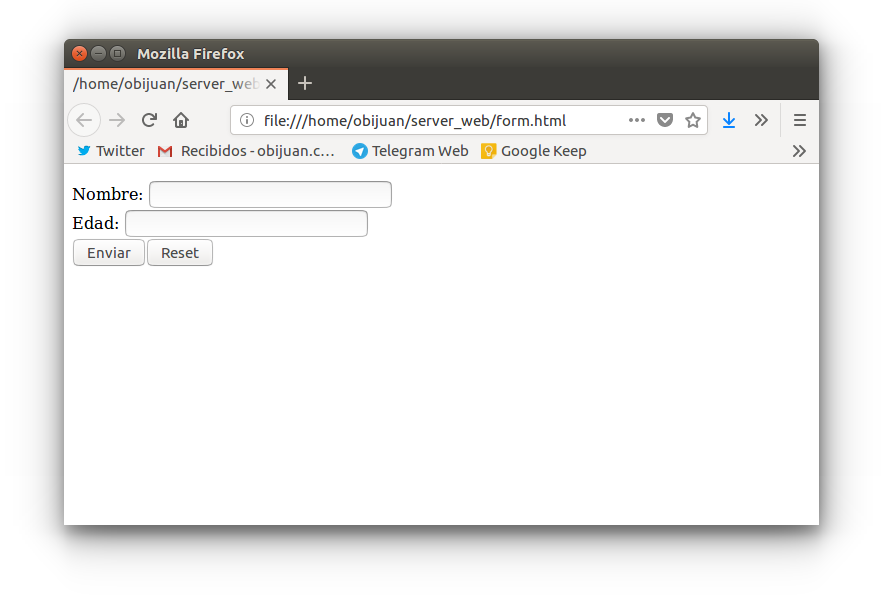 Mozilla Firefox
/home/obijuan/server_web
file:///home/obijuan/server_web/form.html
Twitter Recibidos - obijuan.c… Telegram Web Google Keep
Nombre:
Edad:
Enviar Reset